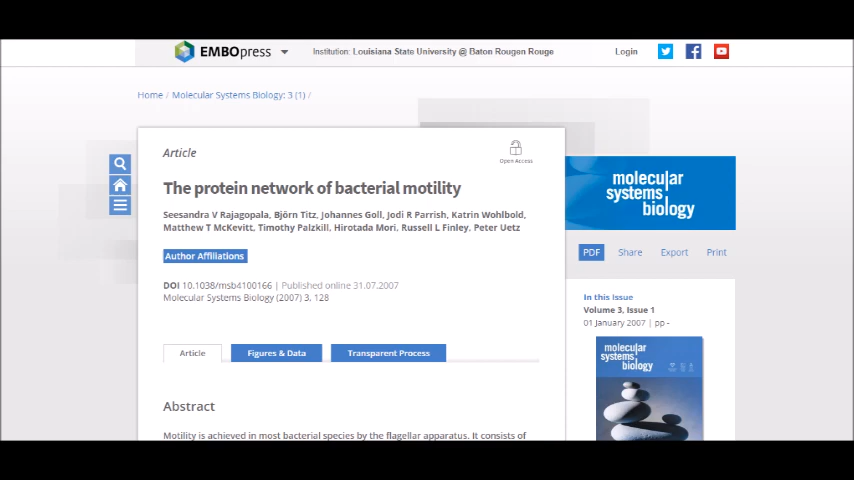 EMBOpress
Institution: Louisiana State University @ Baton Rougen Rouge
Login
Home / Molecular Systems Biology: 3 (1) /
Article
Open Access
The protein network of bacterial motility
Seesandra V Rajagopala, Björn Titz, Johannes Goll, Jodi R Parrish, Katrin Wohlbold,
Matthew T McKevitt, Timothy Palzkill, Hirotada Mori, Russell L Finley, Peter Uetz
Author Affiliations
DOI 10.1038/msb4100166 | Published online 31.07.2007
Molecular Systems Biology (2007) 3, 128
Article
Figures & Data
Transparent Process
Abstract
Motility is achieved in most bacterial species by the flagellar apparatus. It consists of
molecular
systems
biology
PDF
Share
Export
Print
In this Issue
Volume 3, Issue 1
01 January 2007 | pp -
molecular
systems
biology